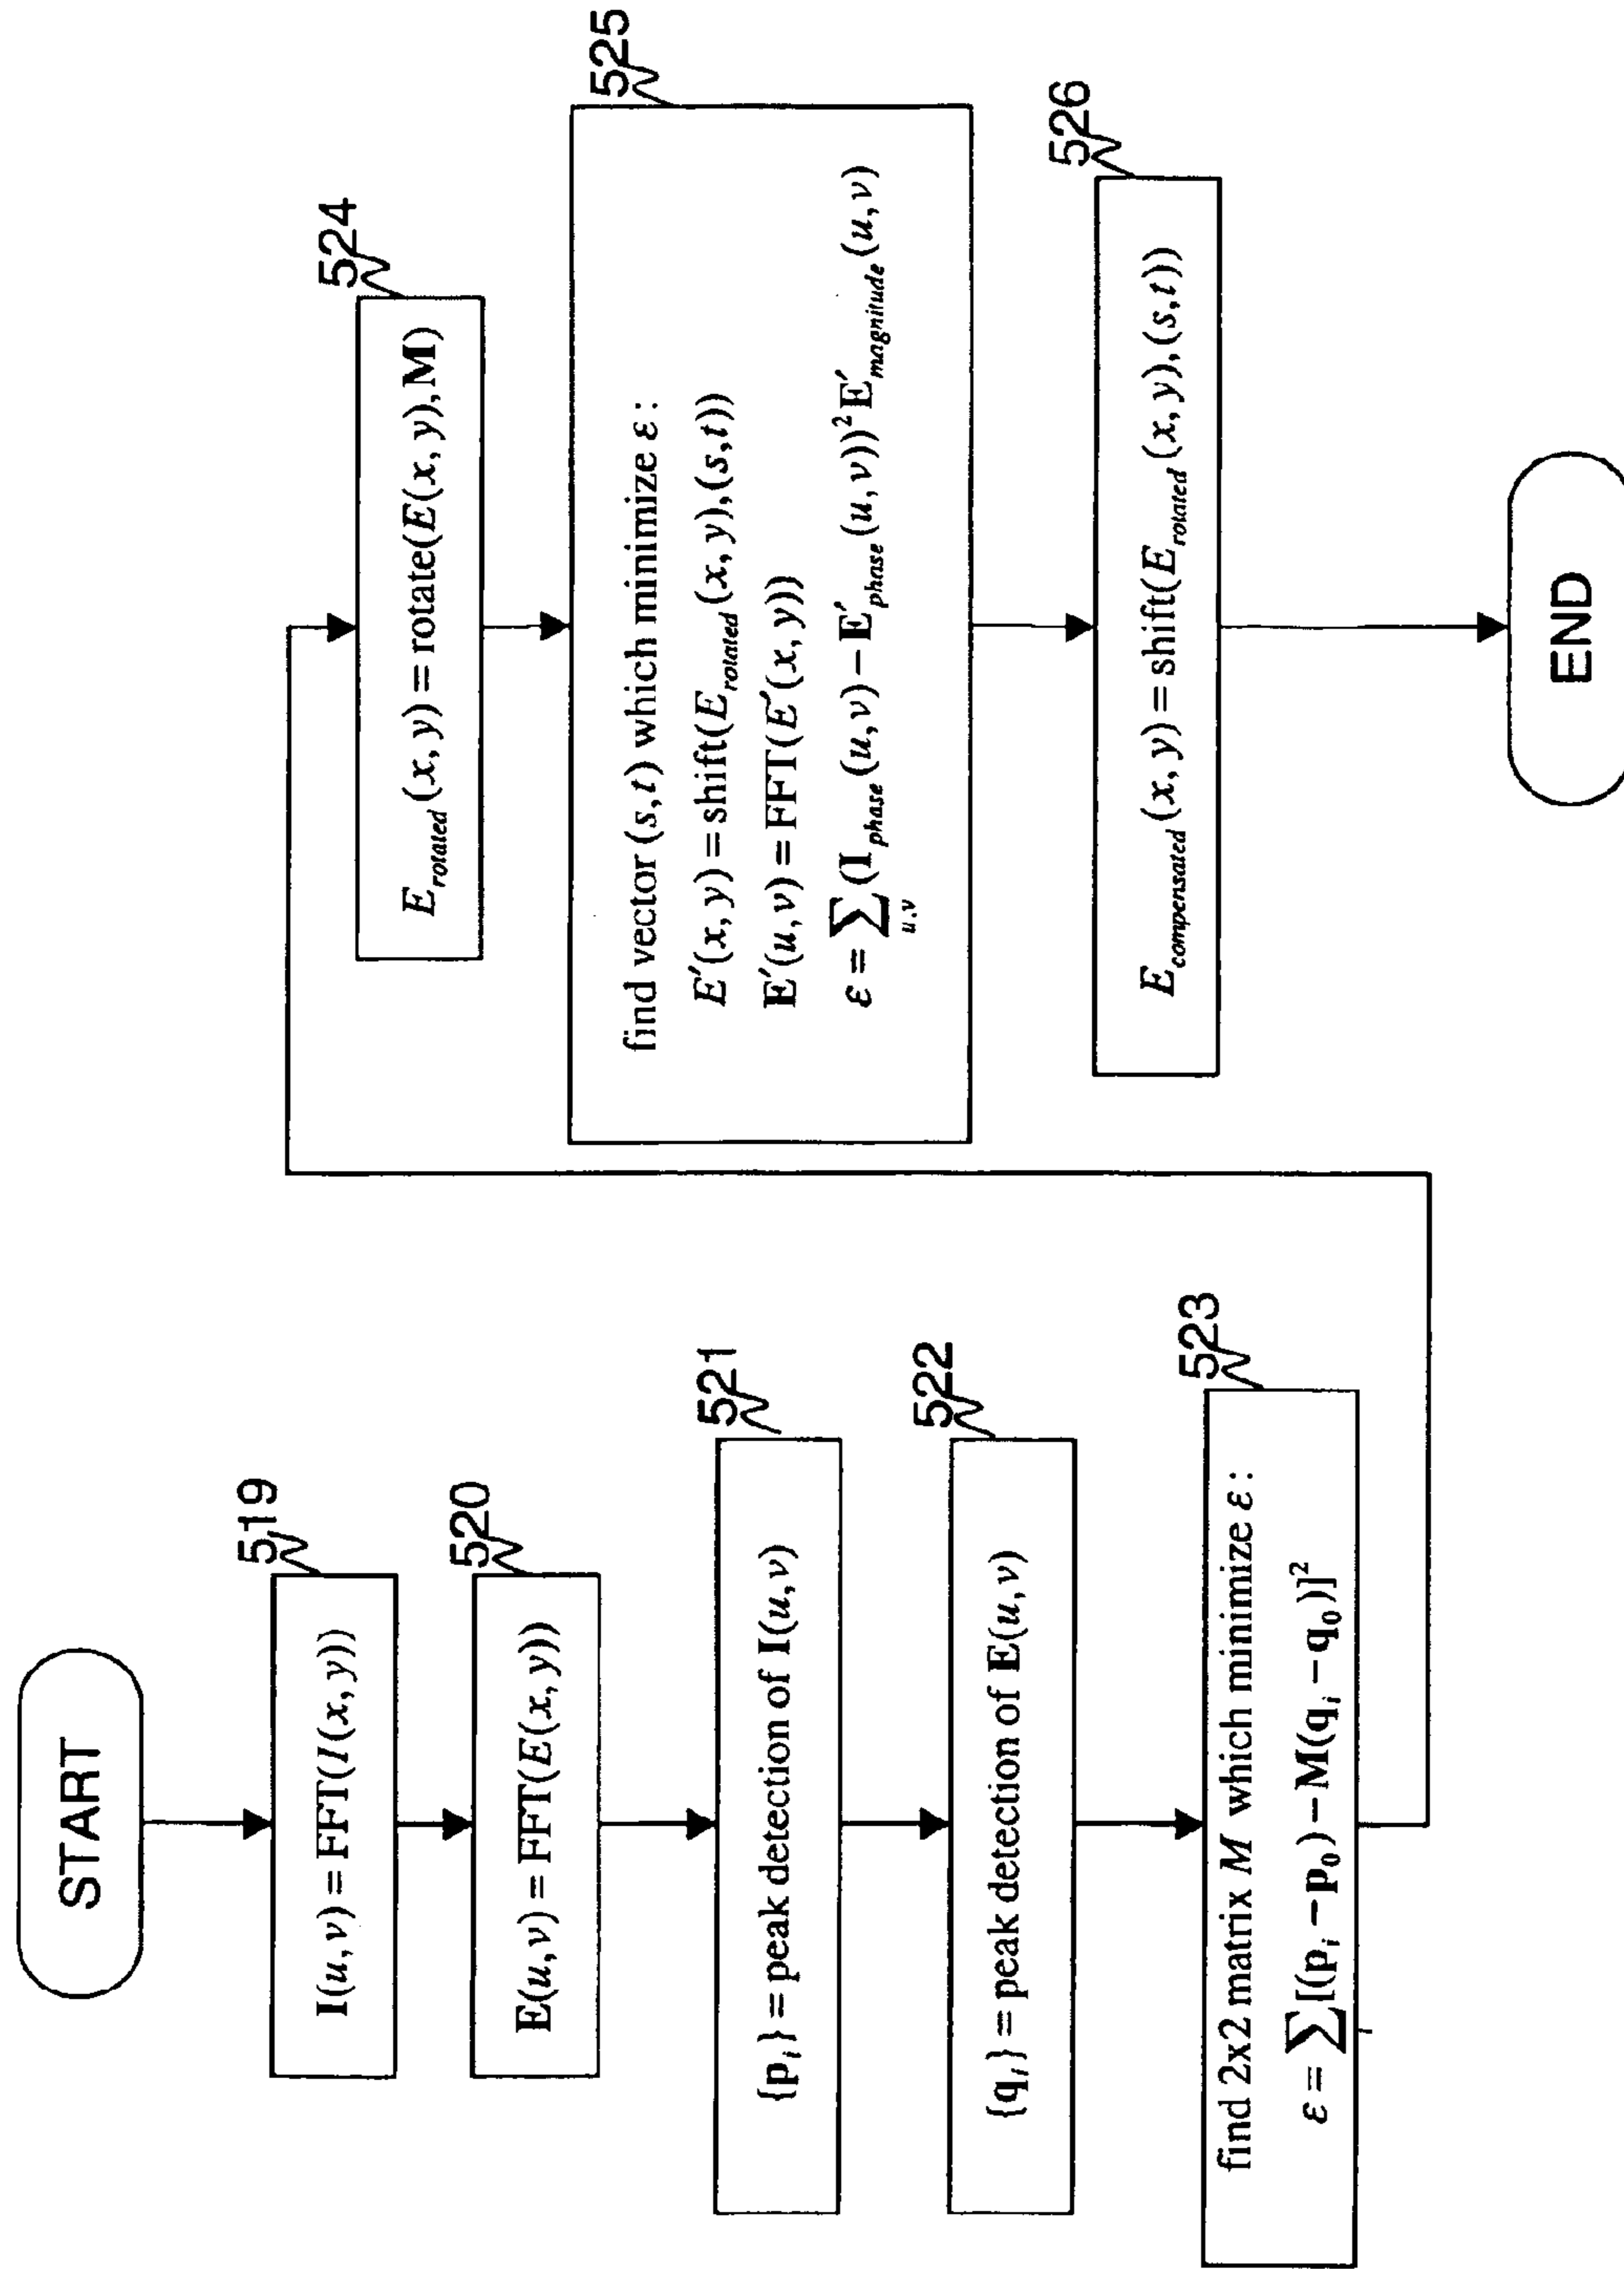 START
519
I(u,v) = FFT(I(x,y))
520
E(u,v) = FFT(E(x,y))
521
{p_i} = peak detection of I(u,v)
522
{q_i} = peak detection of E(u,v)
523
find 2x2 matrix M which minimize ε:
ε = ∑[(p_i − p_0) − M(q_i − q_0)]²
524
E_rotated(x,y) = rotate(E(x,y),M)
525
find vector (s,t) which minimize ε:
E′(x,y) = shift(E_rotated(x,y),(s,t))
E′(u,v) = FFT(E′(x,y))
ε = ∑_{u,v}(I_phase(u,v) − E′_phase(u,v))² E′_magnitude(u,v)
526
E_compensated(x,y) = shift(E_rotated(x,y),(s,t))
END